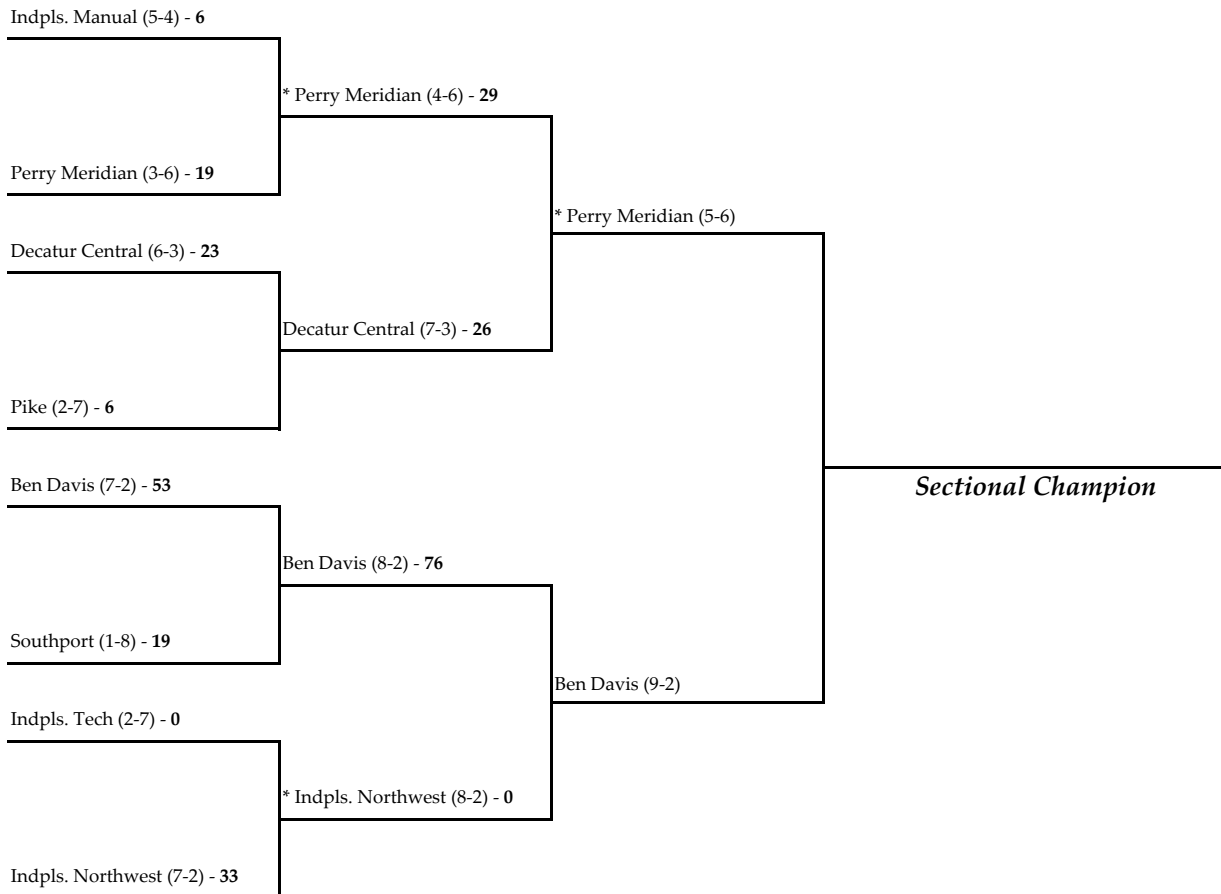 Indpls. Manual (5-4) - 6
* Perry Meridian (4-6) - 29
Perry Meridian (3-6) - 19
* Perry Meridian (5-6)
Decatur Central (6-3) - 23
Decatur Central (7-3) - 26
Pike (2-7) - 6
Ben Davis (7-2) - 53
Sectional Champion
Ben Davis (8-2) - 76
Southport (1-8) - 19
Ben Davis (9-2)
Indpls. Tech (2-7) - 0
* Indpls. Northwest (8-2) - 0
Indpls. Northwest (7-2) - 33